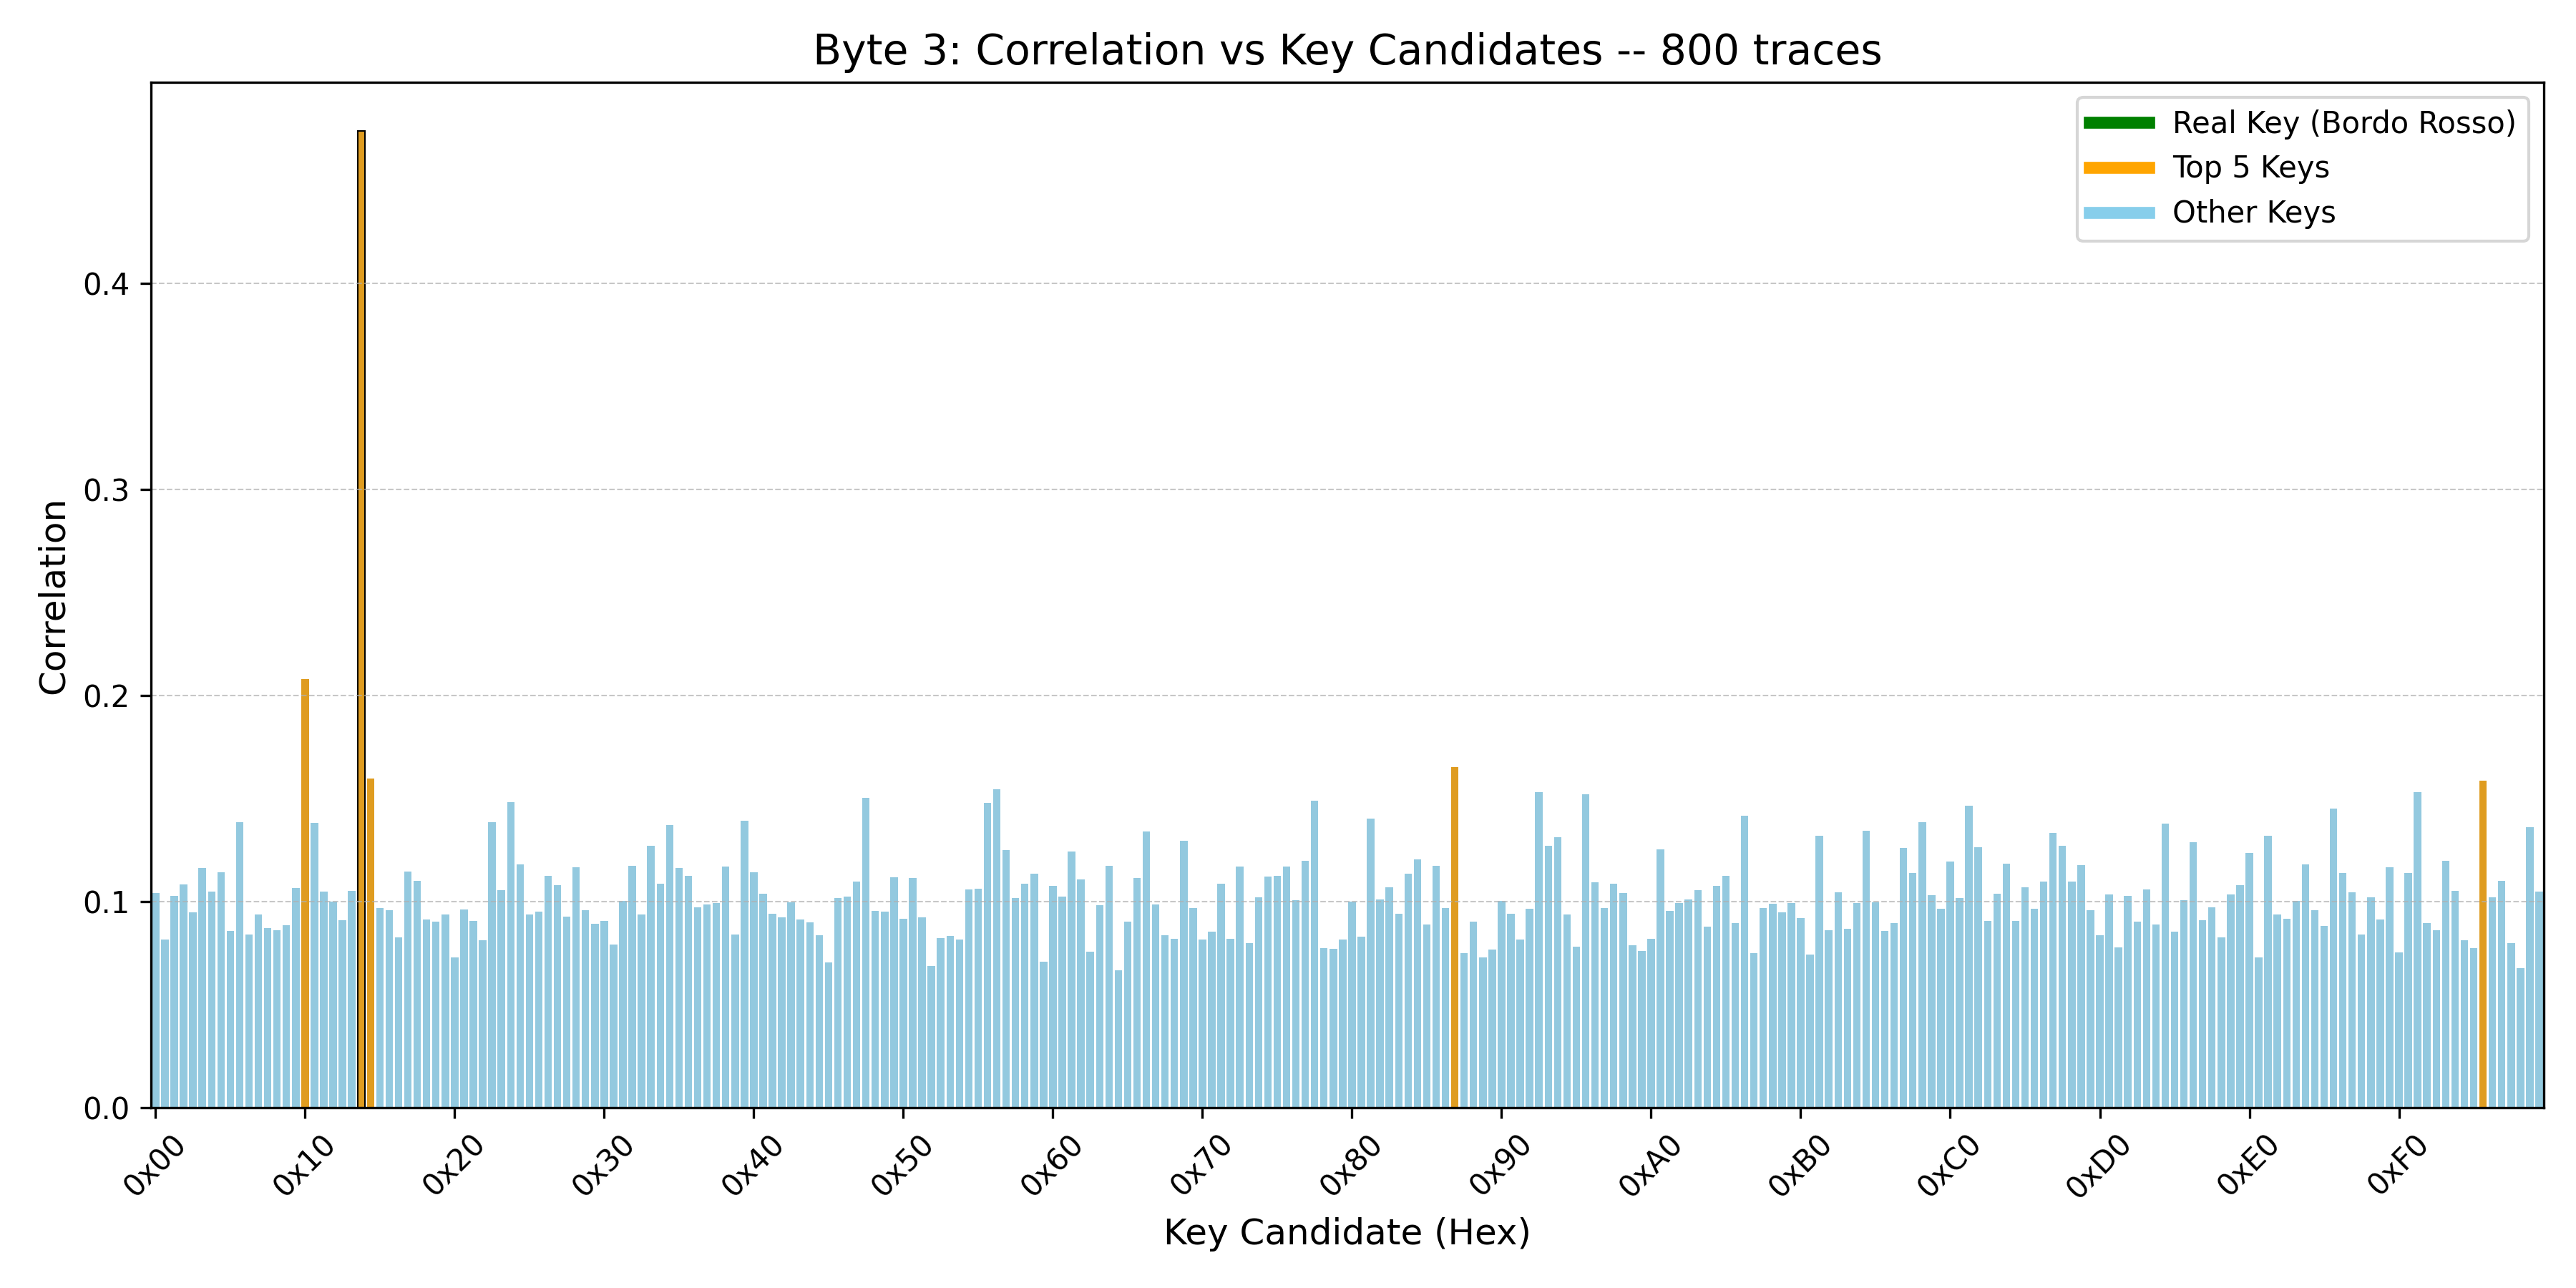 Byte 3: Correlation vs Key Candidates -- 800 traces
Real Key (Bordo Rosso)
Top 5 Keys
Other Keys
Correlation
0.4
0.3
0.2
0.1
0.0
0x00
0x10
0x20
0x30
0x40
0x50
0x60
0x70
0x80
0x90
0xA0
0xB0
0xC0
0xD0
0xE0
0xF0
Key Candidate (Hex)